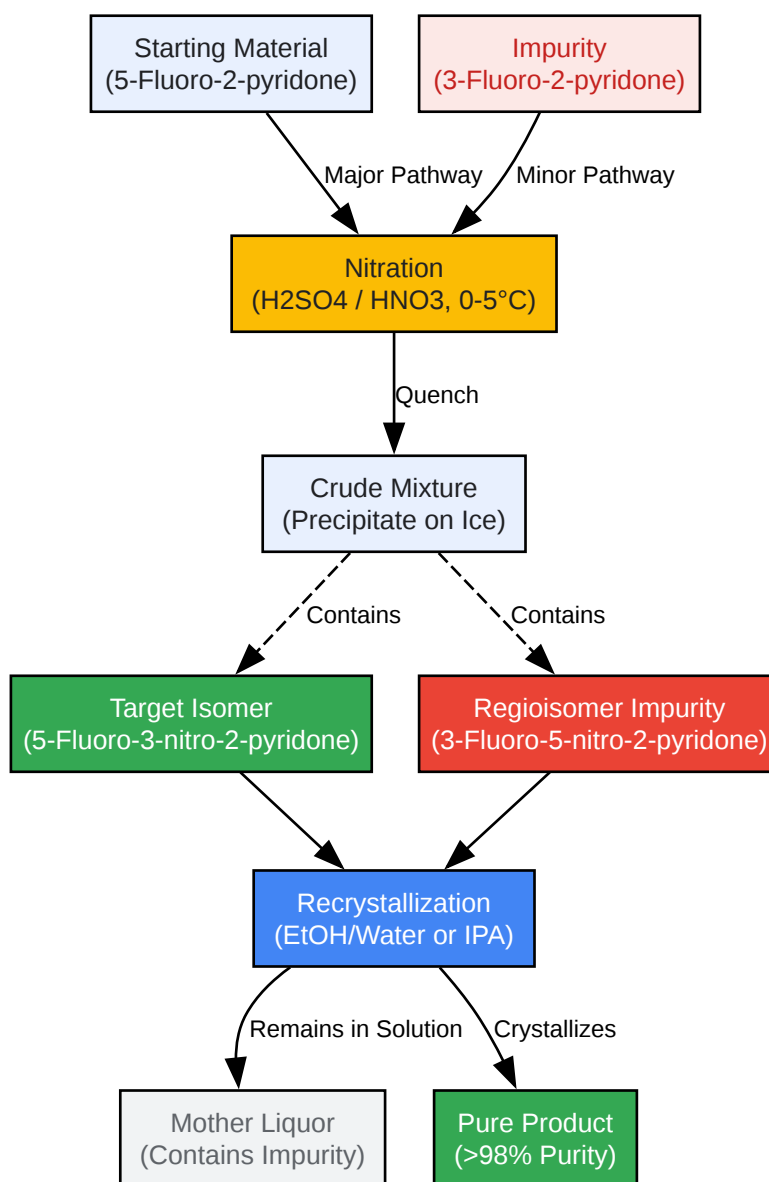 Starting Material
(5-Fluoro-2-pyridone)
Impurity
(3-Fluoro-2-pyridone)
Major Pathway
Minor Pathway
Nitration
(H2SO4 / HNO3, 0-5°C)
Quench
Crude Mixture
(Precipitate on Ice)
Contains
Contains
Target Isomer
(5-Fluoro-3-nitro-2-pyridone)
Regioisomer Impurity
(3-Fluoro-5-nitro-2-pyridone)
Recrystallization
(EtOH/Water or IPA)
Remains in Solution
Crystallizes
Mother Liquor
(Contains Impurity)
Pure Product
(>98% Purity)